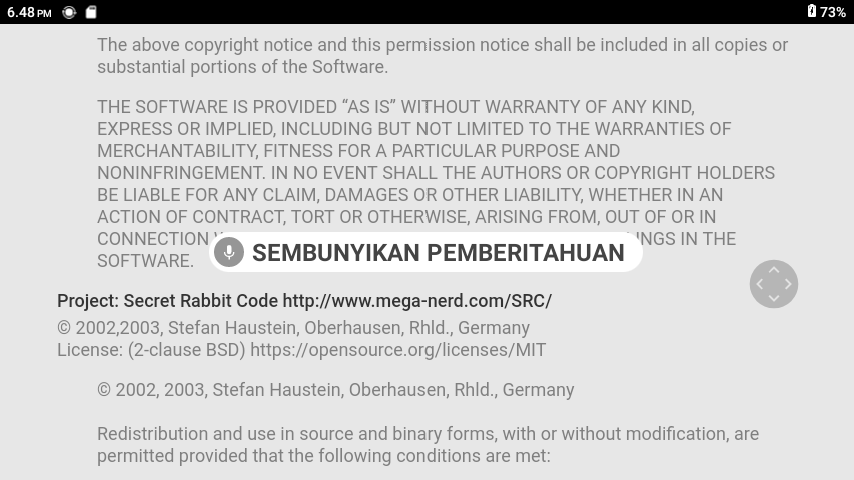 6.48 PM
73%
The above copyright notice and this permission notice shall be included in all copies or
substantial portions of the Software.
THE SOFTWARE IS PROVIDED “AS IS” WITHOUT WARRANTY OF ANY KIND,
EXPRESS OR IMPLIED, INCLUDING BUT NOT LIMITED TO THE WARRANTIES OF
MERCHANTABILITY, FITNESS FOR A PARTICULAR PURPOSE AND
NONINFRINGEMENT. IN NO EVENT SHALL THE AUTHORS OR COPYRIGHT HOLDERS
BE LIABLE FOR ANY CLAIM, DAMAGES OR OTHER LIABILITY, WHETHER IN AN
ACTION OF CONTRACT, TORT OR OTHERWISE, ARISING FROM, OUT OF OR IN
CONNECTION INGS IN THE
SEMBUNYIKAN PEMBERITAHUAN
SOFTWARE.
Project: Secret Rabbit Code http://www.mega-nerd.com/SRC/
© 2002,2003, Stefan Haustein, Oberhausen, Rhld., Germany
License: (2-clause BSD) https://opensource.org/licenses/MIT
© 2002, 2003, Stefan Haustein, Oberhausen, Rhld., Germany
Redistribution and use in source and binary forms, with or without modification, are
permitted provided that the following conditions are met: